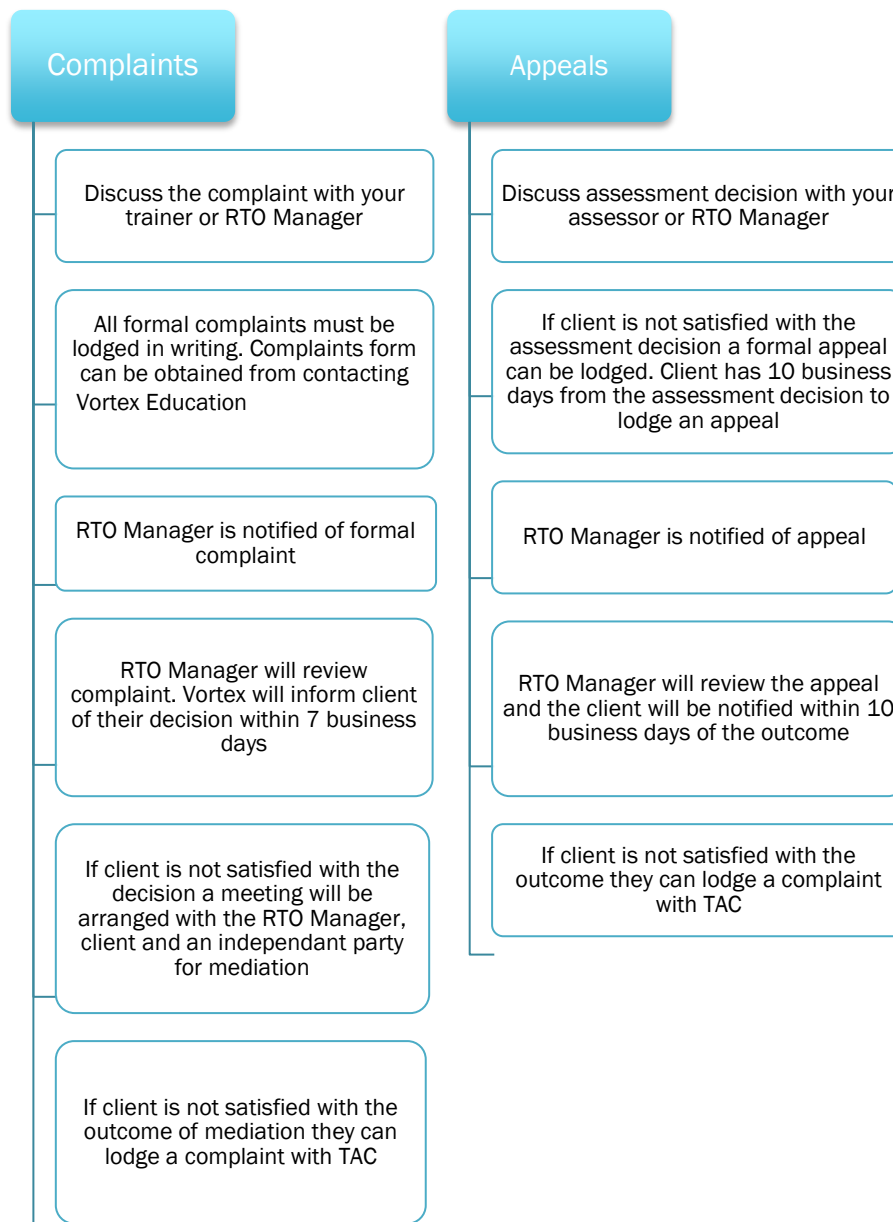 Complaints
Discuss the complaint with your
trainer or RTO Manager
All formal complaints must be
lodged in writing. Complaints form
can be obtained from contacting
Vortex Education
RTO Manager is notified of formal
complaint
RTO Manager will review
complaint. Vortex will inform client
of their decision within 7 business
days
If client is not satisfied with the
decision a meeting will be
arranged with the RTO Manager,
client and an independant party
for mediation
If client is not satisfied with the
outcome of mediation they can
lodge a complaint with TAC
Appeals
Discuss assessment decision with your
assessor or RTO Manager
If client is not satisfied with the
assessment decision a formal appeal
can be lodged. Client has 10 business
days from the assessment decision to
lodge an appeal
RTO Manager is notified of appeal
RTO Manager will review the appeal
and the client will be notified within 10
business days of the outcome
If client is not satisfied with the
outcome they can lodge a complaint
with TAC